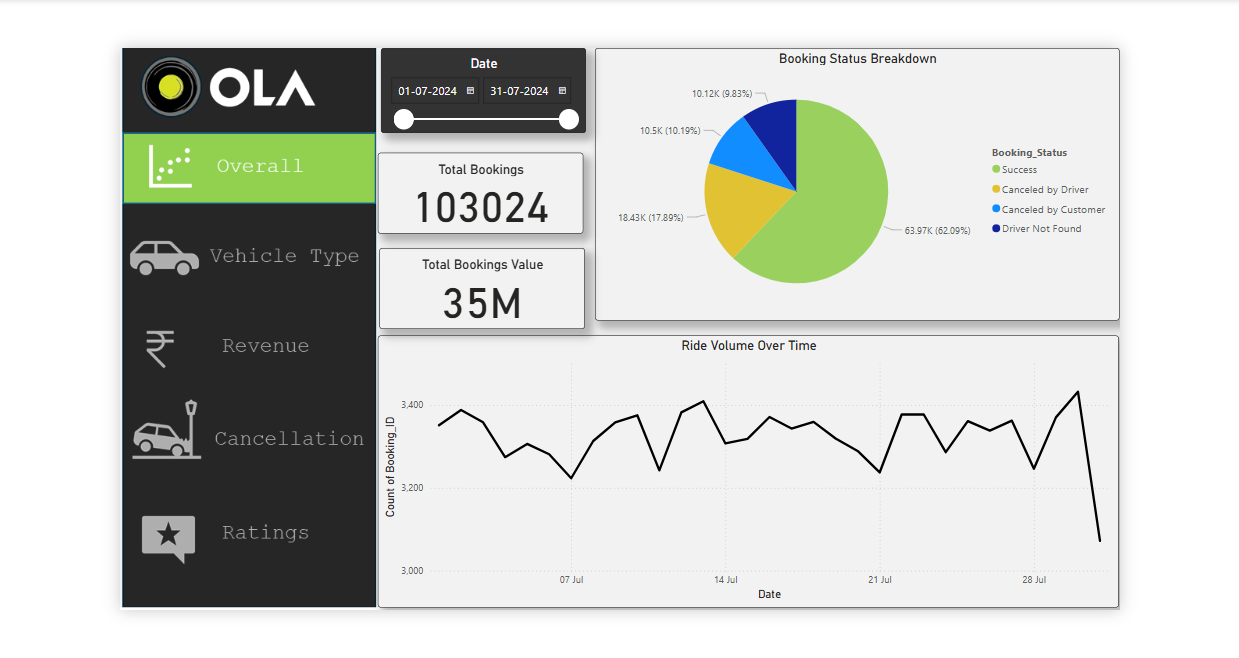 OLA
Overall
Vehicle Type
Revenue
Cancellation
Ratings
Date
01-07-2024 31-07-2024
Total Bookings
103024
Total Bookings Value
35M
Booking Status Breakdown
10.12K (9.83%)
10.5K (10.19%)
18.43K (17.89%)
63.97K (62.09%)
Booking_Status
Success
Canceled by Driver
Canceled by Customer
Driver Not Found
Ride Volume Over Time
Count of Booking_ID
3,400
3,200
3,000
07 Jul 14 Jul 21 Jul 28 Jul
Date